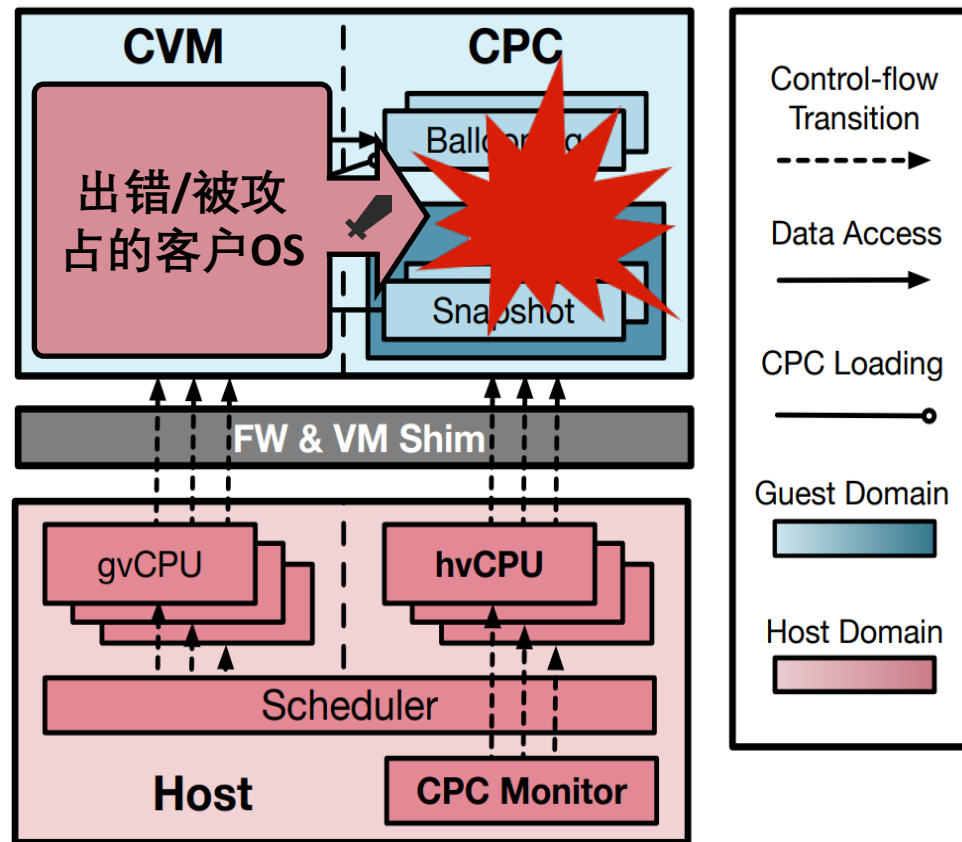 CVM
CPC
出错/被攻
占的客户OS
Snapshot
FW & VM Shim
gvCPU
hvCPU
Scheduler
Host
CPC Monitor
Control-flow
Transition
Data Access
CPC Loading
Guest Domain
Host Domain